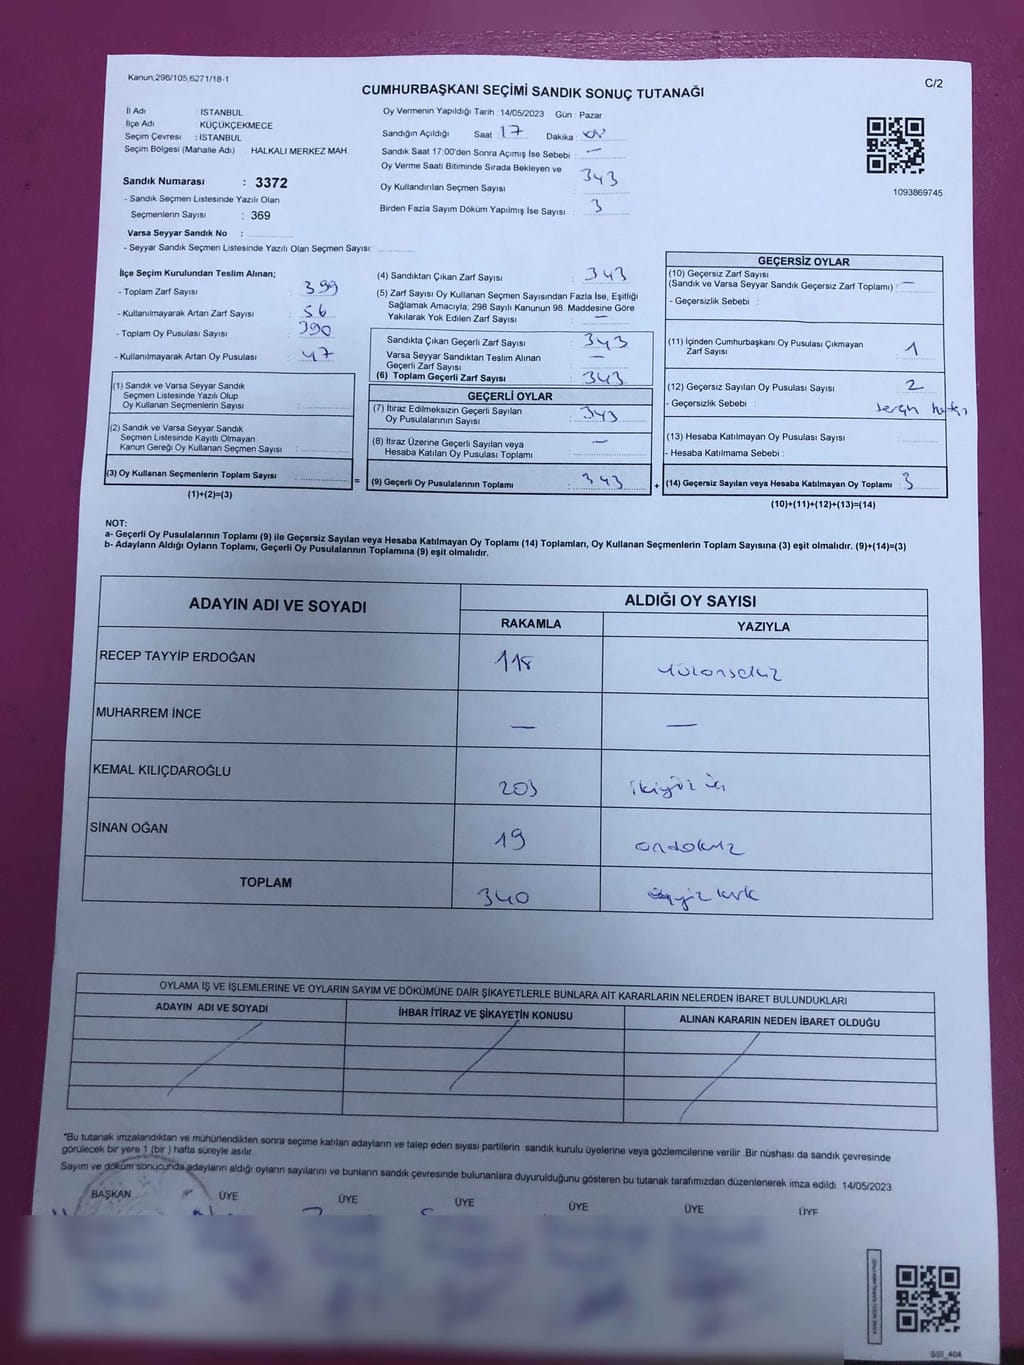 Kanun,298/105,6271/18-1
C/2
CUMHURBAŞKANI SEÇİMİ SANDIK SONUÇ TUTANAĞI
İl Adı İSTANBUL
İlçe Adı KÜÇÜKÇEKMECE
Seçim Çevresi : İSTANBUL
Seçim Bölgesi (Mahalle Adı) : HALKALI MERKEZ MAH.
Sandık Numarası : 3372
- Sandık Seçmen Listesinde Yazılı Olan
Seçmenlerin Sayısı : 369
Varsa Seyyar Sandık No :
- Seyyar Sandık Seçmen Listesinde Yazılı Olan Seçmen Sayısı:
Oy Vermenin Yapıldığı Tarih : 14/05/2023 Gün : Pazar
Sandığın Açıldığı Saat 17 Dakika :
Sandık Saat 17:00'den Sonra Açımış İse Sebebi : —
Oy Verme Saati Bitiminde Sırada Bekleyen ve
Oy Kullandırılan Seçmen Sayısı 343
Birden Fazla Sayım Döküm Yapılmış İse Sayısı : 3
1093869745
İlçe Seçim Kurulundan Teslim Alınan;
- Toplam Zarf Sayısı : 399
- Kullanılmayarak Artan Zarf Sayısı : 56
- Toplam Oy Pusulası Sayısı : 390
- Kullanılmayarak Artan Oy Pusulası : 47
(1) Sandık ve Varsa Seyyar Sandık
Seçmen Listesinde Yazılı Olup
Oy Kullanan Seçmenlerin Sayısı :
(2) Sandık ve Varsa Seyyar Sandık
Seçmen Listesinde Kayıtlı Olmayan
Kanun Gereği Oy Kullanan Seçmen Sayısı :
(3) Oy Kullanan Seçmenlerin Toplam Sayısı :
(1)+(2)=(3)
=
(4) Sandıktan Çıkan Zarf Sayısı : 343
(5) Zarf Sayısı Oy Kullanan Seçmen Sayısından Fazla İse, Eşitliği
Sağlamak Amacıyla, 298 Sayılı Kanunun 98. Maddesine Göre
Yakılarak Yok Edilen Zarf Sayısı : —
Sandıkta Çıkan Geçerli Zarf Sayısı : 343
Varsa Seyyar Sandıktan Teslim Alınan
Geçerli Zarf Sayısı : —
(6) Toplam Geçerli Zarf Sayısı : 343
GEÇERLİ OYLAR
(7) İtiraz Edilmeksizin Geçerli Sayılan
Oy Pusulalarının Sayısı : 343
(8) İtiraz Üzerine Geçerli Sayılan veya
Hesaba Katılan Oy Pusulası Toplamı : —
(9) Geçerli Oy Pusulalarının Toplamı : 343
+
GEÇERSİZ OYLAR
(10) Geçersiz Zarf Sayısı
(Sandık ve Varsa Seyyar Sandık Geçersiz Zarf Toplamı) : —
- Geçersizlik Sebebi :
(11) İçinden Cumhurbaşkanı Oy Pusulası Çıkmayan
Zarf Sayısı : 1
(12) Geçersiz Sayılan Oy Pusulası Sayısı : 2
- Geçersizlik Sebebi :
(13) Hesaba Katılmayan Oy Pusulası Sayısı :
- Hesaba Katılmama Sebebi :
(14) Geçersiz Sayılan veya Hesaba Katılmayan Oy Toplamı : 3
(10)+(11)+(12)+(13)=(14)
NOT:
a- Geçerli Oy Pusulalarının Toplamı (9) ile Geçersiz Sayılan veya Hesaba Katılmayan Oy Toplamı (14) Toplamları, Oy Kullanan Seçmenlerin Toplam Sayısına (3) eşit olmalıdır. (9)+(14)=(3)
b- Adayların Aldığı Oyların Toplamı, Geçerli Oy Pusulalarının Toplamına (9) eşit olmalıdır.
ADAYIN ADI VE SOYADI ALDIĞI OY SAYISI
RAKAMLA YAZIYLA
RECEP TAYYİP ERDOĞAN 118 yüzonsekiz
MUHARREM İNCE — —
KEMAL KILIÇDAROĞLU 203 ikiyüz üç
SİNAN OĞAN 19 ondokuz
TOPLAM 340 üçyüz kırk
OYLAMA İŞ VE İŞLEMLERİNE VE OYLARIN SAYIM VE DÖKÜMÜNE DAİR ŞİKAYETLERLE BUNLARA AİT KARARLARIN NELERDEN İBARET BULUNDUKLARI
ADAYIN ADI VE SOYADI İHBAR İTİRAZ VE ŞİKAYETİN KONUSU ALINAN KARARIN NEDEN İBARET OLDUĞU
"Bu tutanak imzalandıktan ve mühürlendikten sonra seçime katılan adayların ve talep eden siyasi partilerin sandık kurulu üyelerine veya gözlemcilerine verilir .Bir nüshası da sandık çevresinde
görülecek bir yere 1 (bir ) hafta süreyle asılır.
Sayım ve döküm sonucunda adayların aldığı oyların sayılarını ve bunların sandık çevresinde bulunanlara duyurulduğunu gösteren bu tutanak tarafımızdan düzenlenerek imza edildi. 14/05/2023
BAŞKAN ÜYE ÜYE ÜYE ÜYE ÜYE ÜYE
SSI_404